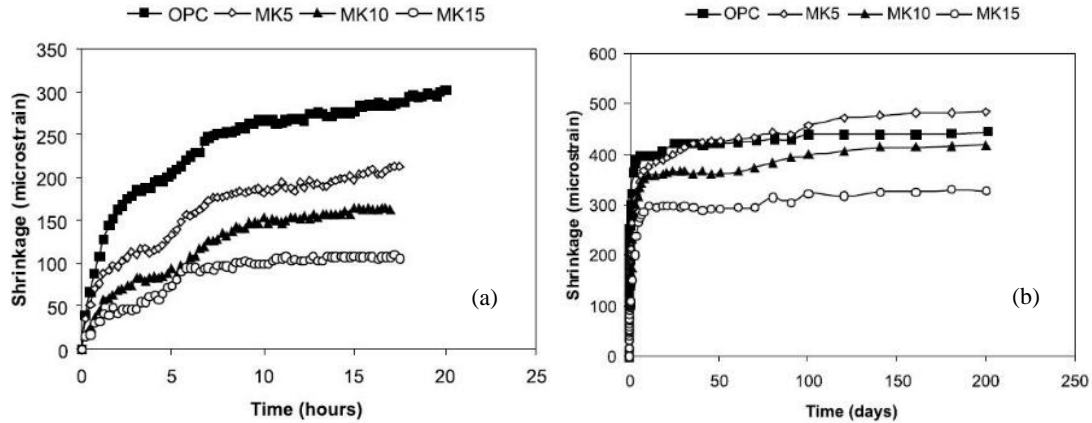 OPC MK5 MK10 MK15
350
300
250
200
150
100
50
0
Shrinkage (microstrain)
0 5 10 15 20 25
Time (hours)
(a)
OPC MK5 MK10 MK15
600
500
400
300
200
100
0
Shrinkage (microstrain)
0 50 100 150 200 250
Time (days)
(b)